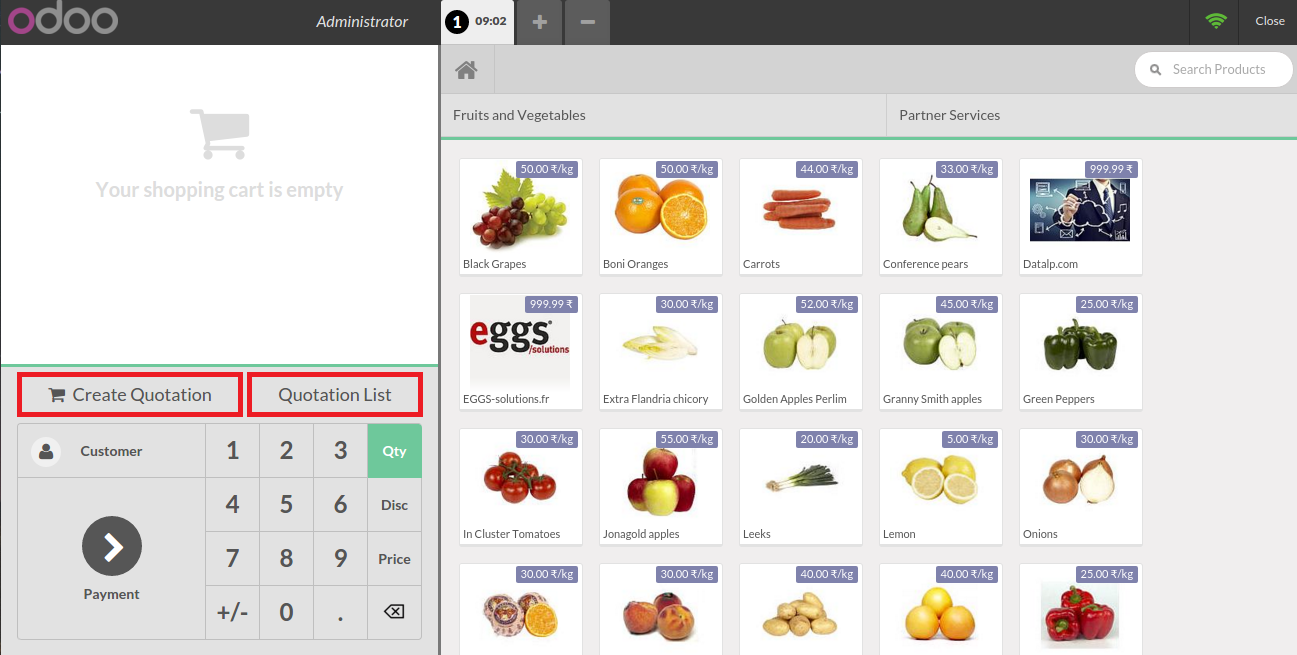 odoo
Administrator
1 09:02
+
−
Close
Search Products
Fruits and Vegetables
Partner Services
Your shopping cart is empty
50.00 ₹/kg
Black Grapes
50.00 ₹/kg
Boni Oranges
44.00 ₹/kg
Carrots
33.00 ₹/kg
Conference pears
999.99 ₹
Datalp.com
999.99 ₹
eggs
/solutions
EGGS-solutions.fr
30.00 ₹/kg
Extra Flandria chicory
52.00 ₹/kg
Golden Apples Perlim
45.00 ₹/kg
Granny Smith apples
25.00 ₹/kg
Green Peppers
30.00 ₹/kg
In Cluster Tomatoes
55.00 ₹/kg
Jonagold apples
20.00 ₹/kg
Leeks
5.00 ₹/kg
Lemon
30.00 ₹/kg
Onions
30.00 ₹/kg
30.00 ₹/kg
40.00 ₹/kg
40.00 ₹/kg
25.00 ₹/kg
Create Quotation
Quotation List
Customer
1 2 3 Qty
4 5 6 Disc
7 8 9 Price
+/- 0 .
Payment